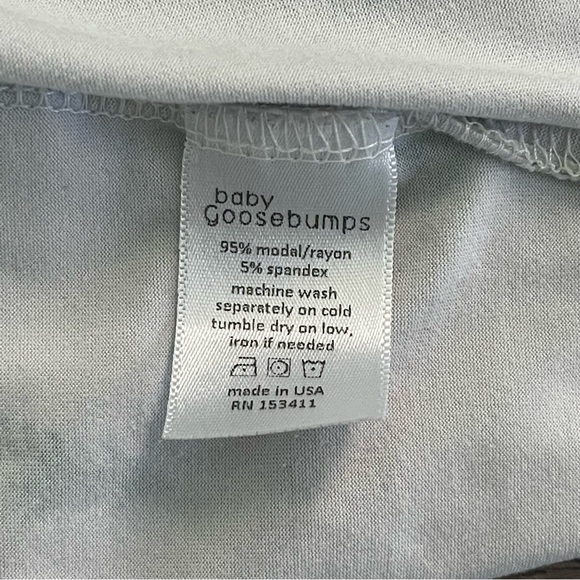 baby
Goosebumps
95% modal/rayon
5% spandex
machine wash
separately on cold
tumble dry on low,
iron if needed
made in USA
RN 153411